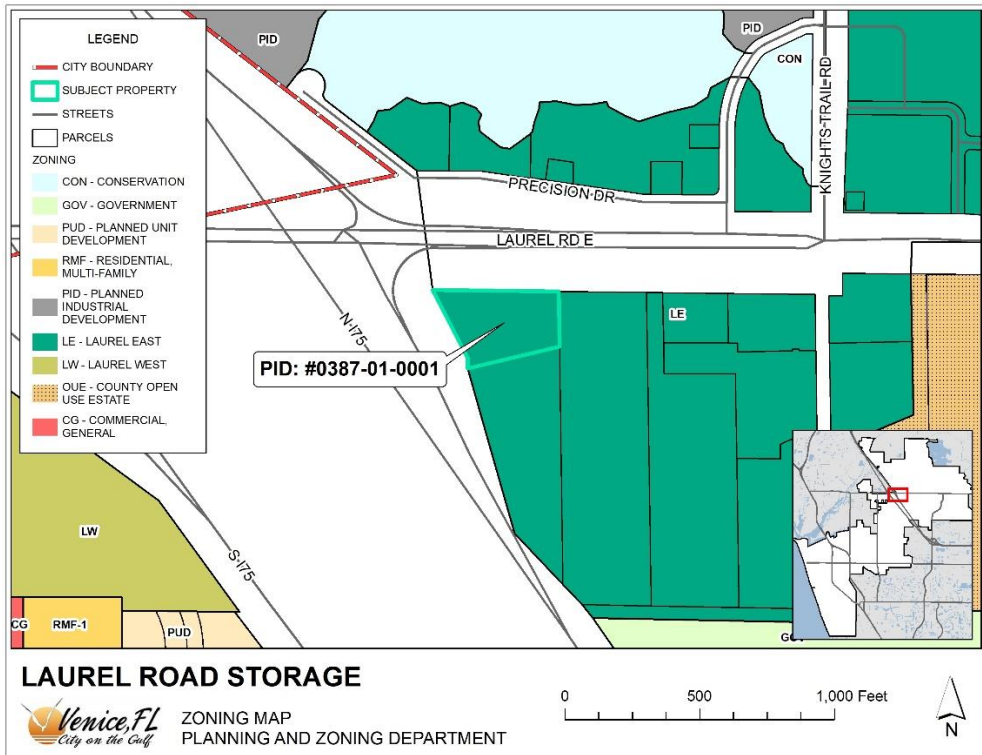 LEGEND
CITY BOUNDARY
SUBJECT PROPERTY
STREETS
PARCELS
ZONING
CON - CONSERVATION
GOV - GOVERNMENT
PUD - PLANNED UNIT
DEVELOPMENT
RMF - RESIDENTIAL,
MULTI-FAMILY
PID - PLANNED
INDUSTRIAL
DEVELOPMENT
LE - LAUREL EAST
LW - LAUREL WEST
OUE - COUNTY OPEN
USE ESTATE
CG - COMMERCIAL,
GENERAL
PID
PID
CON
KNIGHTS TRAIL RD
PRECISION DR
LAUREL RD E
N I75
LE
PID: #0387-01-0001
LW
S I75
CG
RMF-1
PUD
LAUREL ROAD STORAGE
Venice, FL
City on the Gulf
ZONING MAP
PLANNING AND ZONING DEPARTMENT
0 500 1,000 Feet
N